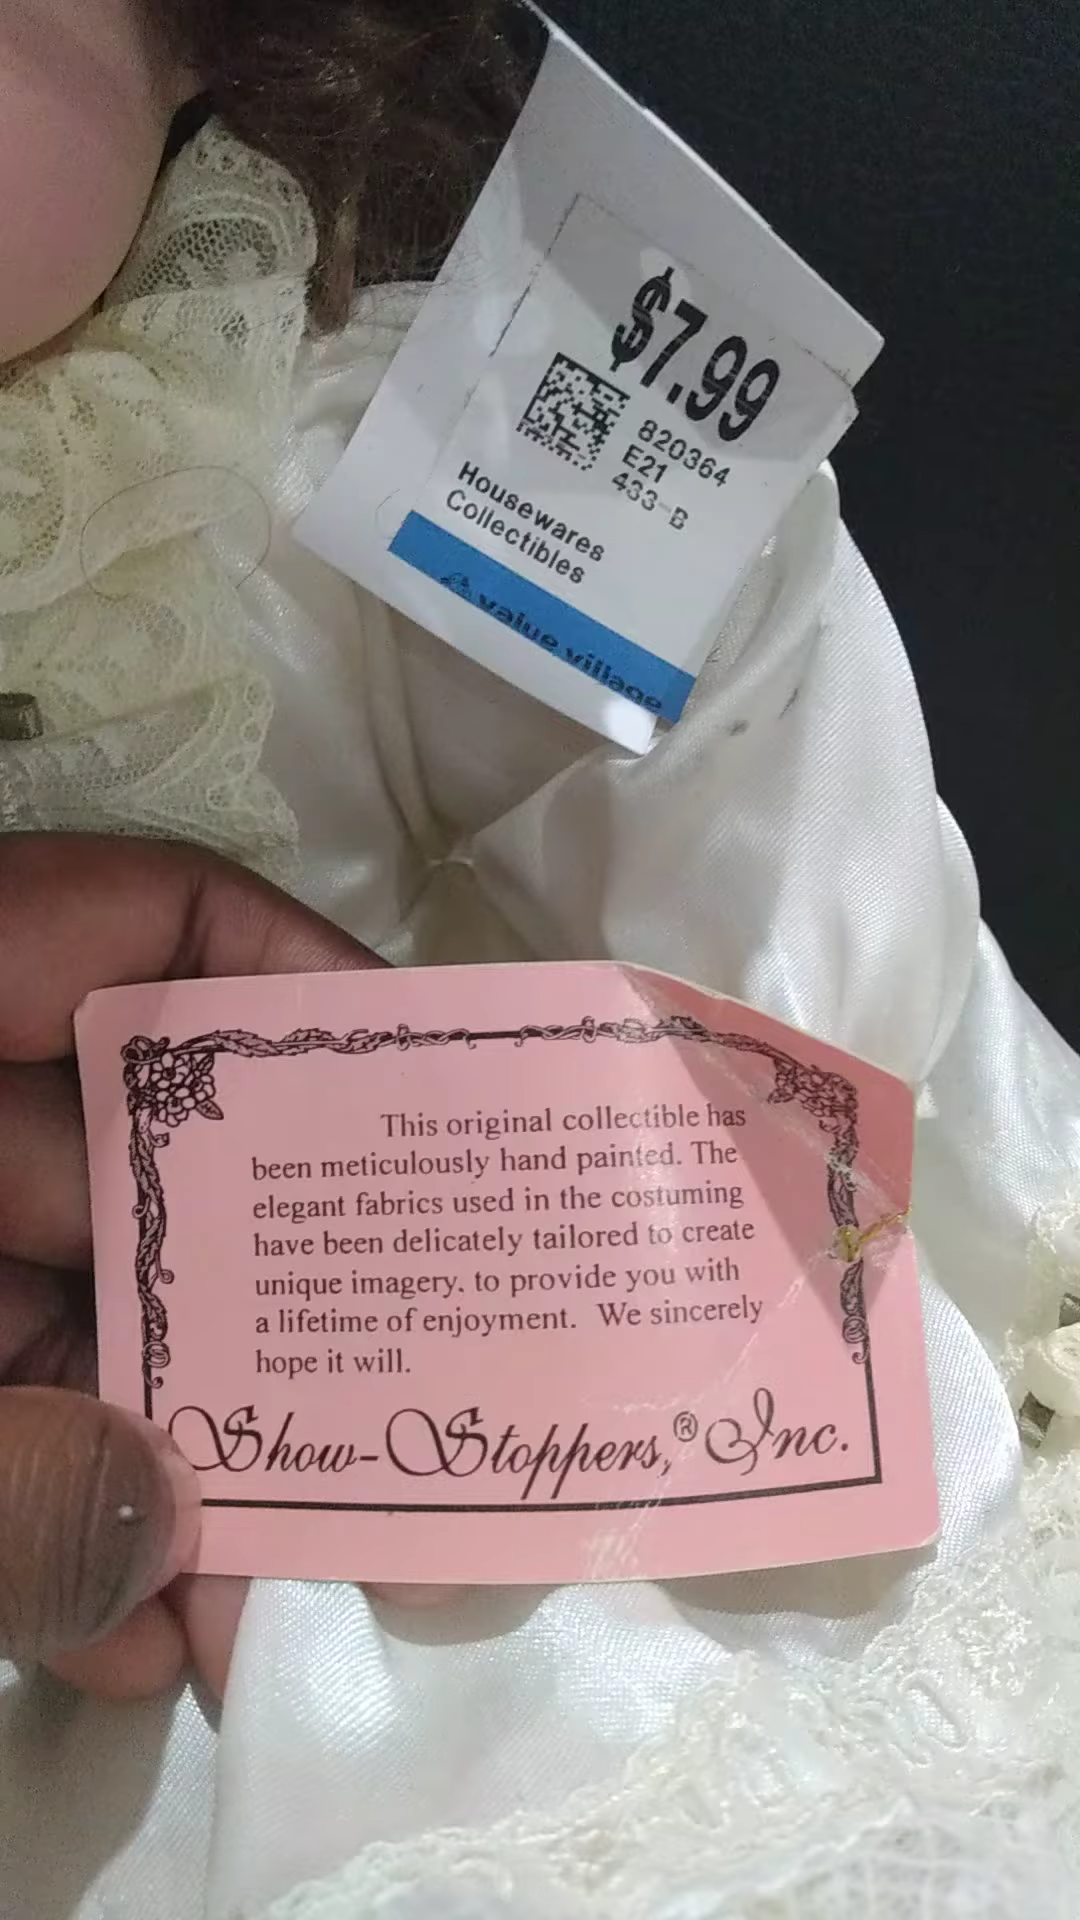 $7.99
820364
E21
433-B
Housewares
Collectibles
value village
This original collectible has
been meticulously hand painted. The
elegant fabrics used in the costuming
have been delicately tailored to create
unique imagery. to provide you with
a lifetime of enjoyment. We sincerely
hope it will.
Show-Stoppers,® Inc.